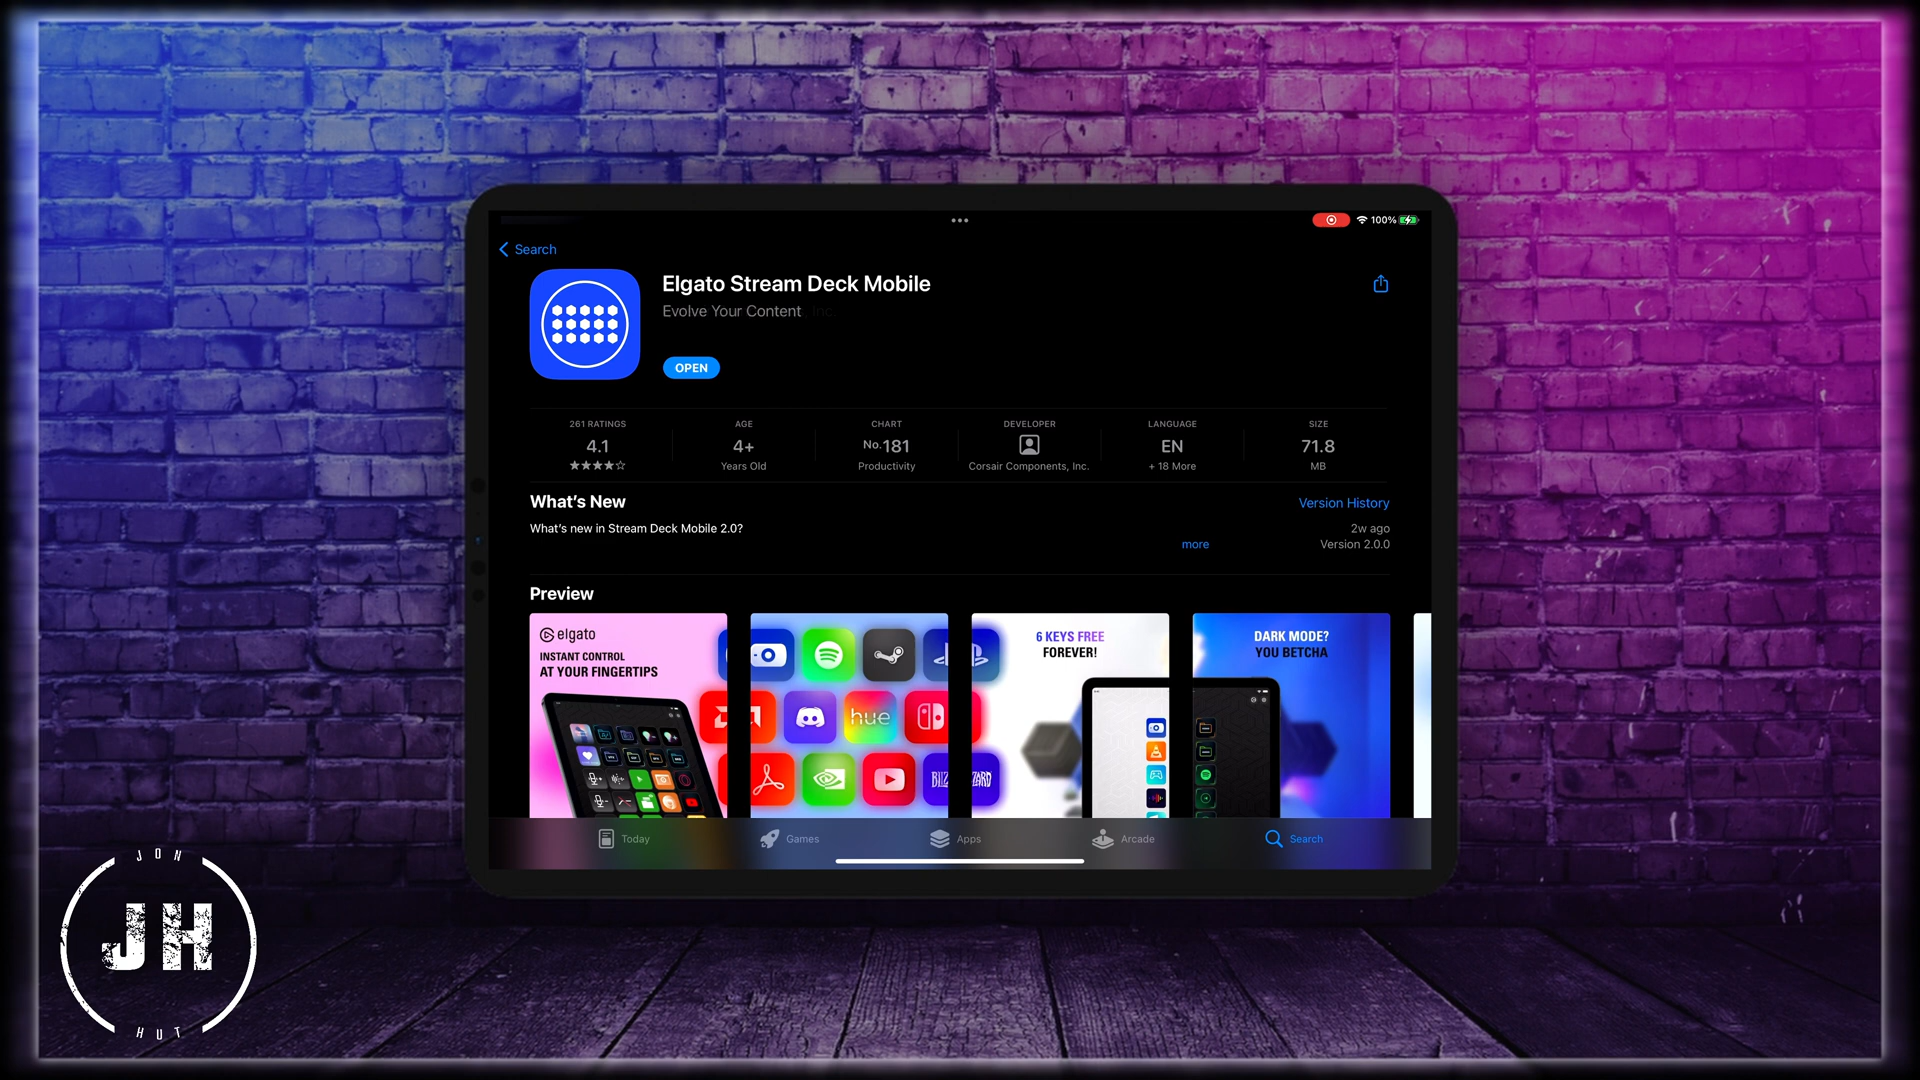 100%
Search
Elgato Stream Deck Mobile
Evolve Your Content
OPEN
261 RATINGS
4.1
★★★★☆
AGE
4+
Years Old
CHART
No.181
Productivity
DEVELOPER
Corsair Components, Inc.
LANGUAGE
EN
+ 18 More
SIZE
71.8
MB
What's New
Version History
What's new in Stream Deck Mobile 2.0?
2w ago
more
Version 2.0.0
Preview
elgato
INSTANT CONTROL
AT YOUR FINGERTIPS
hue
6 KEYS FREE
FOREVER!
DARK MODE?
YOU BETCHA
Today
Games
Apps
Arcade
Search
JON
JH
HUT